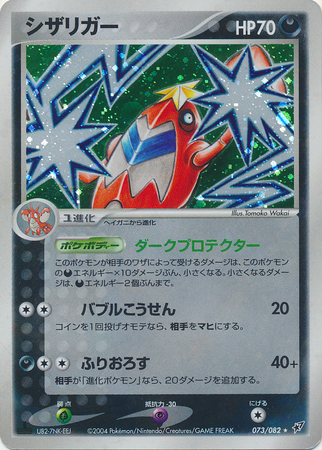 シザリガー HP70
Illus. Tomoko Wakai
1進化 ヘイガニから進化
ポケボディー ダークプロテクター
このポケモンが相手のワザによって受けるダメージは、このポケモン
のエネルギー×10ダメージぶん、小さくなる。小さくなるダメージは、
エネルギー2個ぶんまで。
バブルこうせん 20
コインを1回投げオモテなら、相手をマヒにする。
ふりおろす 40+
相手が「進化ポケモン」なら、20ダメージを追加する。
弱点 抵抗力 -30 にげる
U82-7NK-EEJ ©2004 Pokémon/Nintendo/Creatures/GAME FREAK 073/082 ★